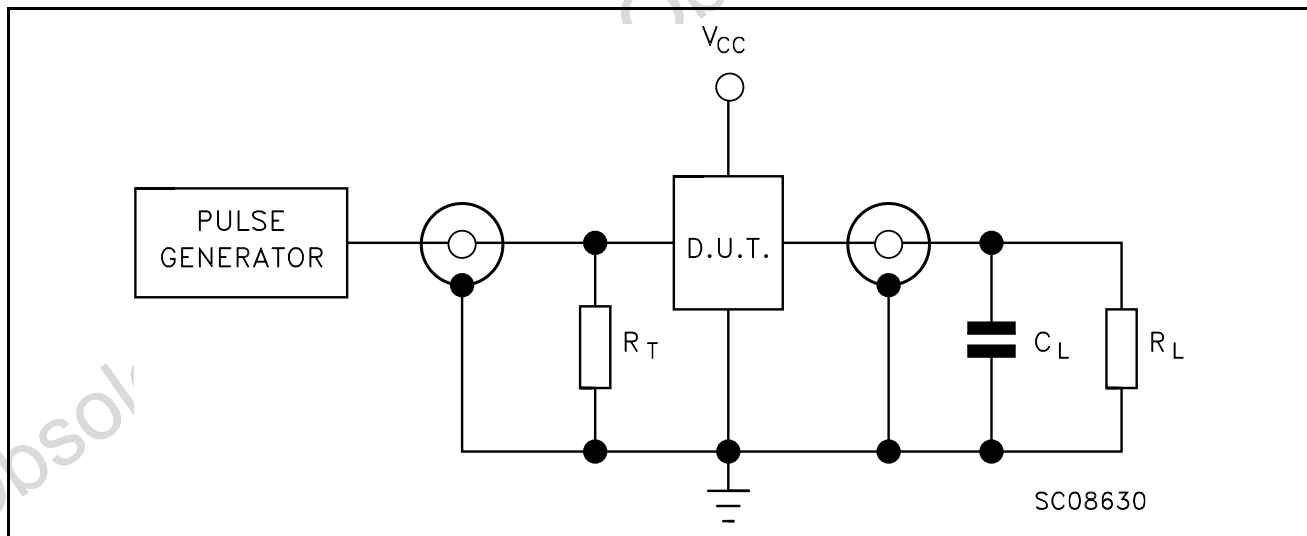 VCC
PULSE
GENERATOR
D.U.T.
RT
CL
RL
SC08630